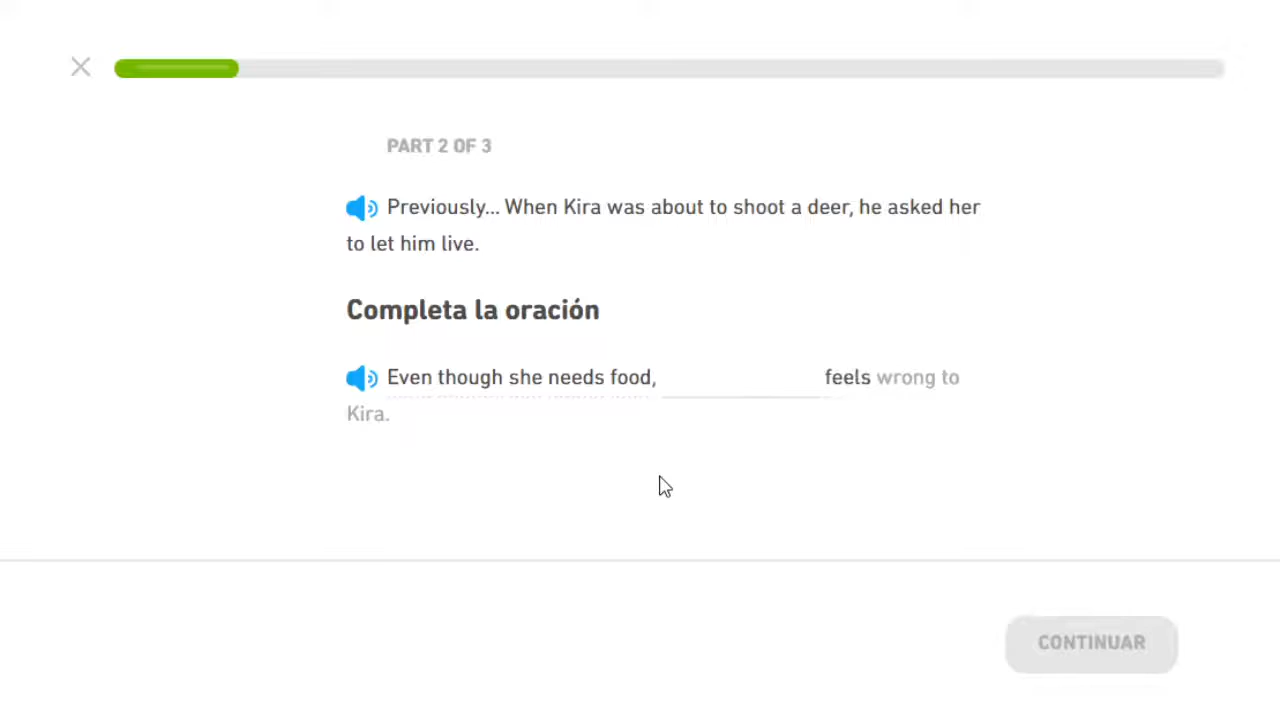 PART 2 OF 3
Previously... When Kira was about to shoot a deer, he asked her
to let him live.
Completa la oración
Even though she needs food, feels wrong to
Kira.
CONTINUAR